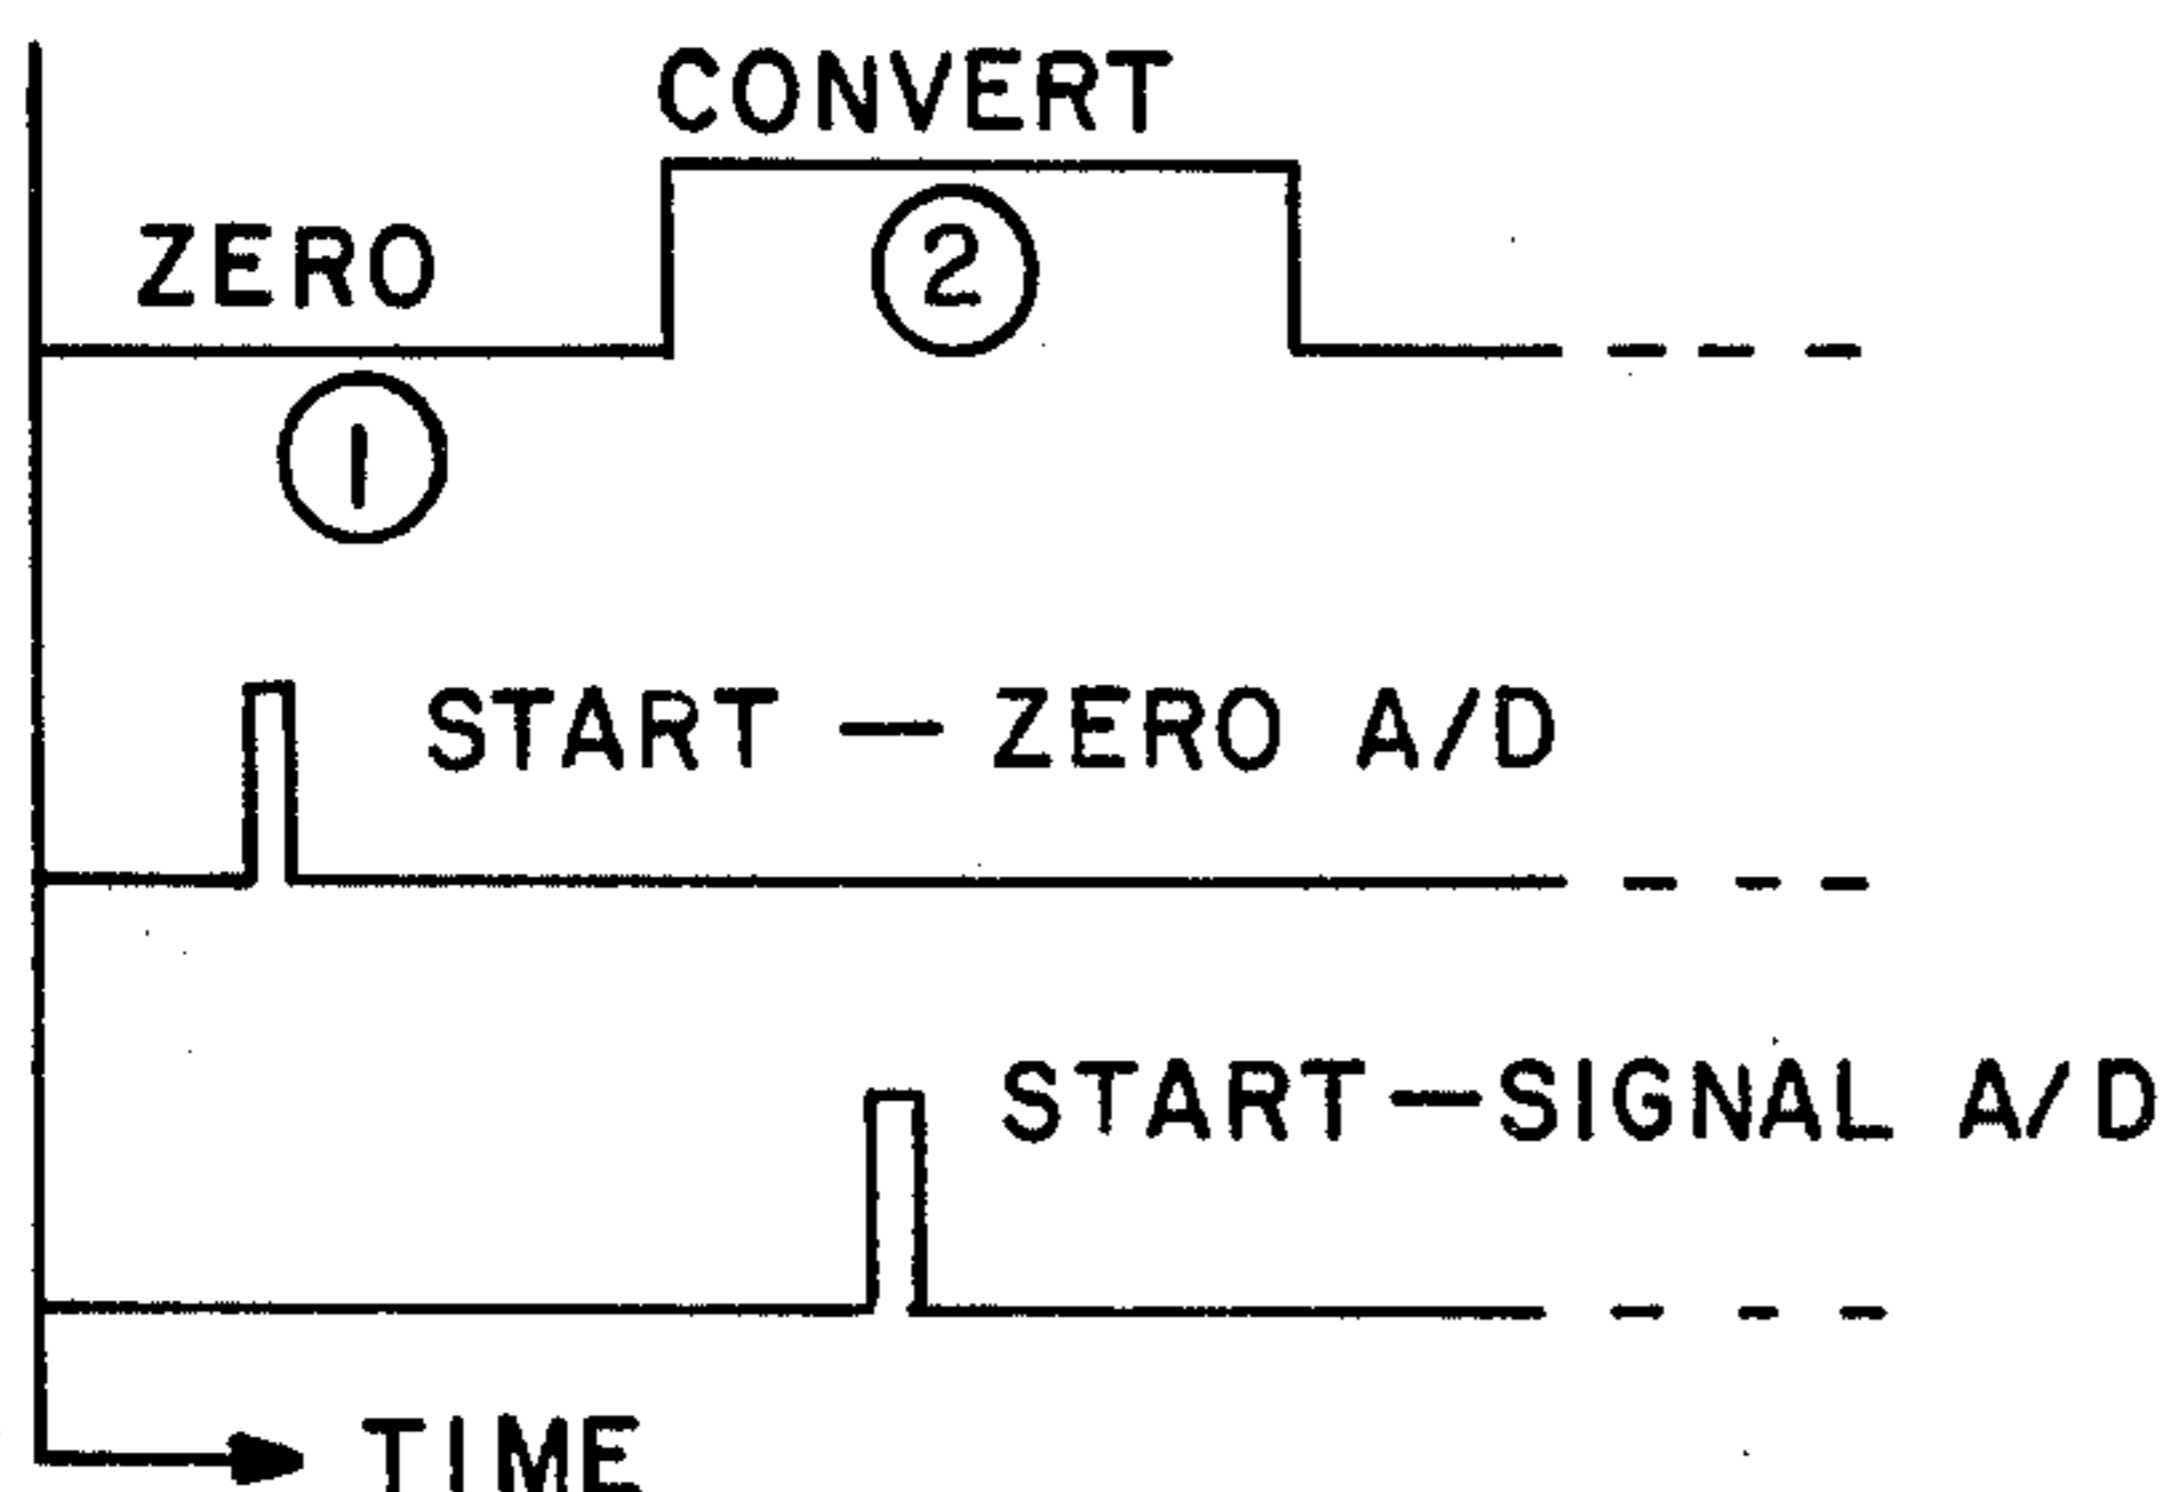 CONVERT
ZERO
2
1
START — ZERO A/D
START—SIGNAL A/D
TIME